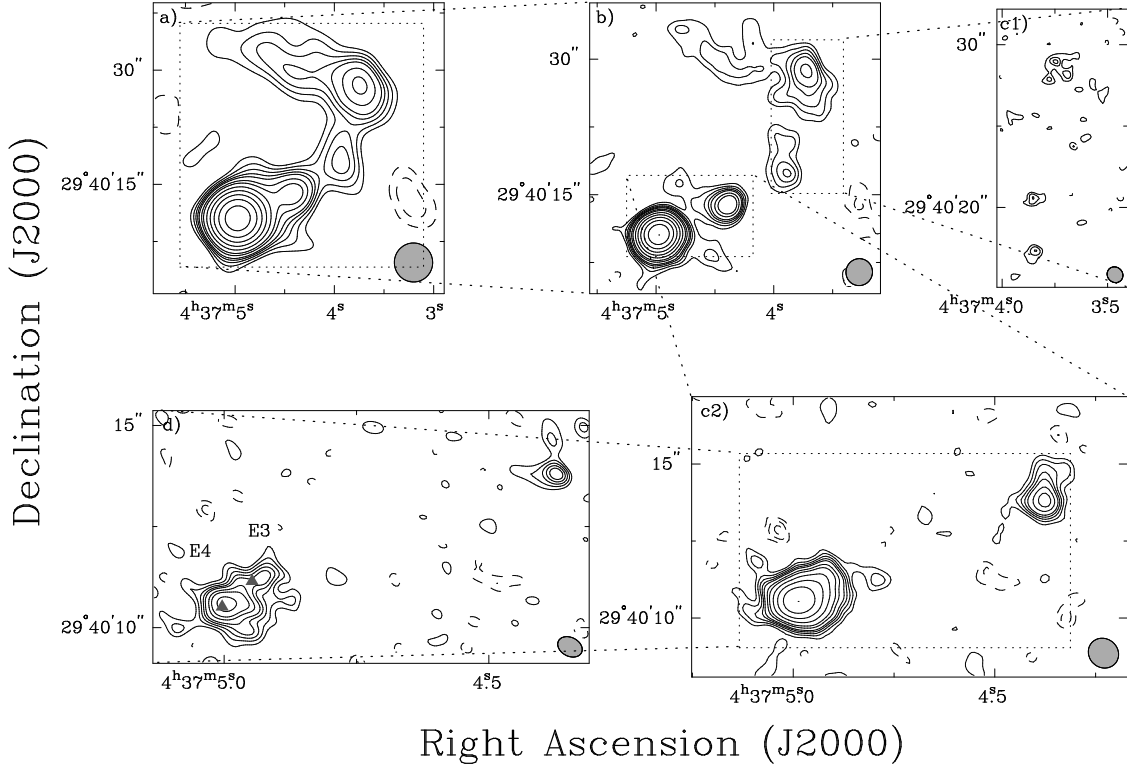 a)
30"
29°40'15"
4ʰ37ᵐ5ˢ
4ˢ
3ˢ
b)
30"
29°40'15"
4ʰ37ᵐ5ˢ
4ˢ
c1)
30"
29°40'20"
4ʰ37ᵐ4ˢ.0
3ˢ.5
d)
15"
E3
E4
29°40'10"
4ʰ37ᵐ5ˢ.0
4ˢ.5
c2)
15"
29°40'10"
4ʰ37ᵐ5ˢ.0
4ˢ.5
Declination (J2000)
Right Ascension (J2000)